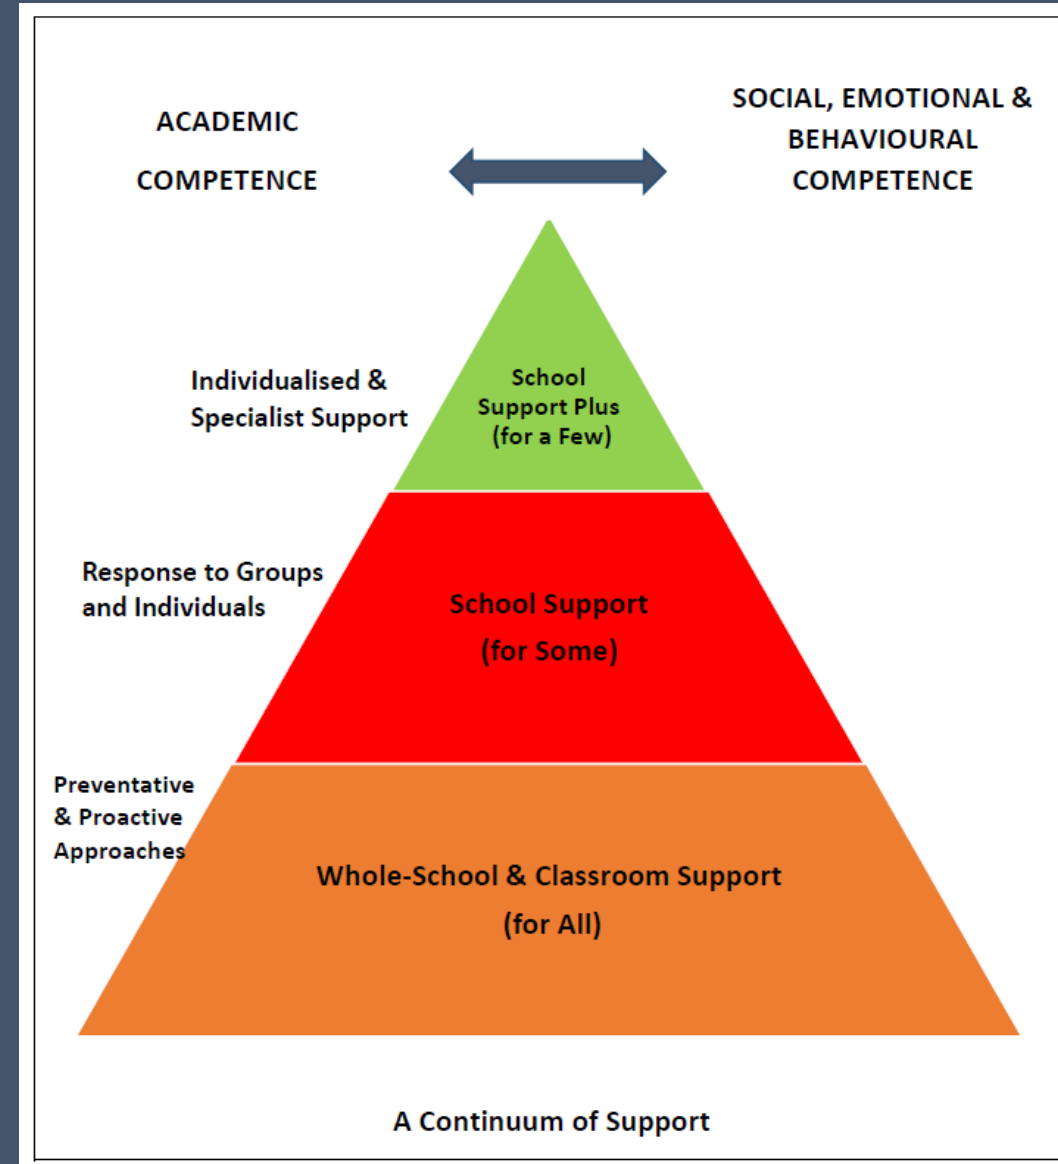 ACADEMIC
COMPETENCE
SOCIAL, EMOTIONAL &
BEHAVIOURAL
COMPETENCE
Individualised &
Specialist Support
School
Support Plus
(for a Few)
Response to Groups
and Individuals
School Support
(for Some)
Preventative
& Proactive
Approaches
Whole-School & Classroom Support
(for All)
A Continuum of Support